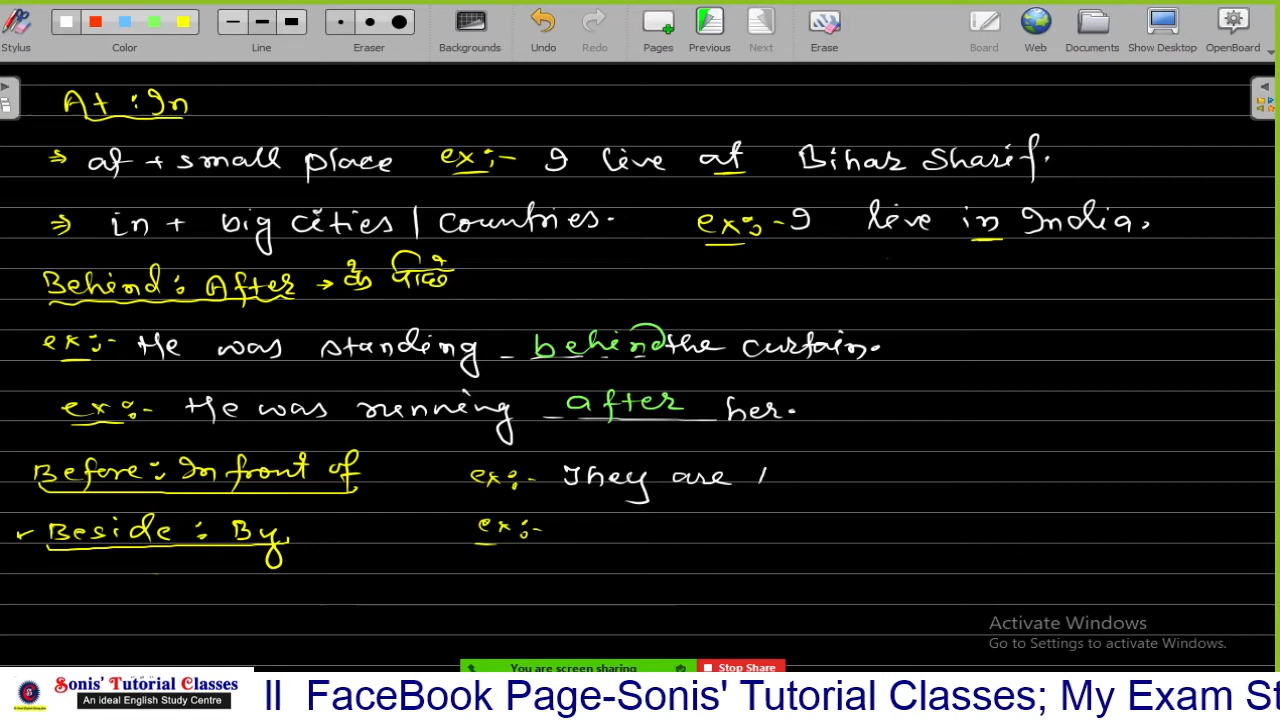 Stylus Color Line Eraser Backgrounds Undo Redo Pages Previous Next Erase Board Web Documents Show Desktop OpenBoard
At : In
⇒ at + small place ex:- I live at Bihar Sharif.
⇒ in + big cities | countries. ex:- I live in India.
Behind : After → के पीछे
ex:- He was standing behind the curtain.
ex:- He was running after her.
Before : In front of ex:- They are
Beside : By ex:-
Activate Windows
Go to Settings to activate Windows.
You are screen sharing Stop Share
Sonis' Tutorial Classes
An ideal English Study Centre
ll FaceBook Page-Sonis' Tutorial Classes; My Exam St